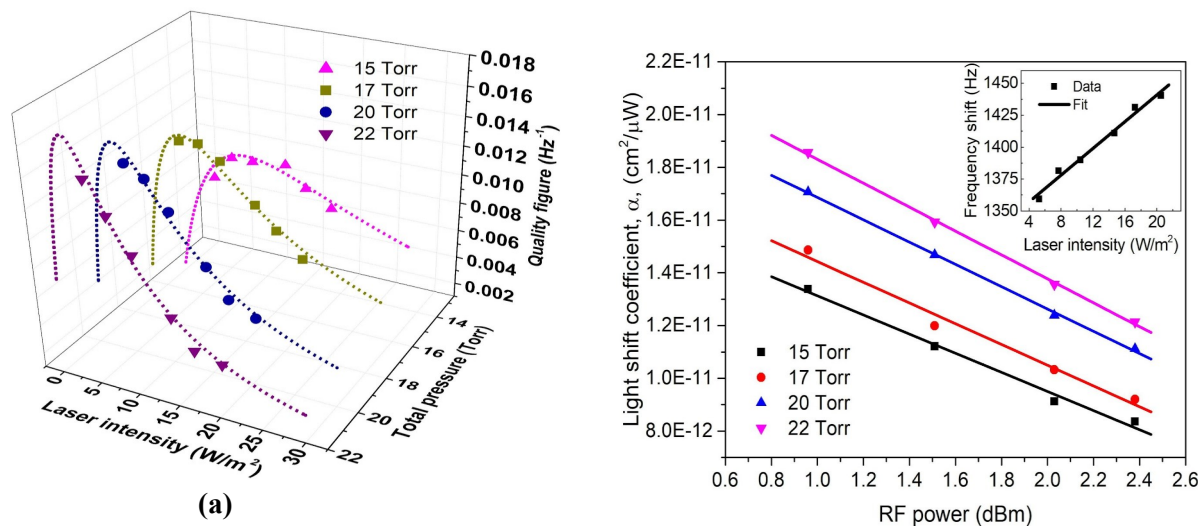 15 Torr
17 Torr
20 Torr
22 Torr
0.018
0.016
0.014
0.012
0.010
0.008
0.006
0.004
0.002
Quality figure (Hz⁻¹)
14
16
18
20
22
Total pressure (Torr)
0
5
10
15
20
25
30
Laser intensity (W/m²)
(a)
2.2E-11
2.0E-11
1.8E-11
1.6E-11
1.4E-11
1.2E-11
1.0E-11
8.0E-12
Light shift coefficient, α, (cm²/μW)
0.6 0.8 1.0 1.2 1.4 1.6 1.8 2.0 2.2 2.4 2.6
RF power (dBm)
15 Torr
17 Torr
20 Torr
22 Torr
1450
1400
1350
Frequency shift (Hz)
Data
Fit
4 8 12 16 20
Laser intensity (W/m²)